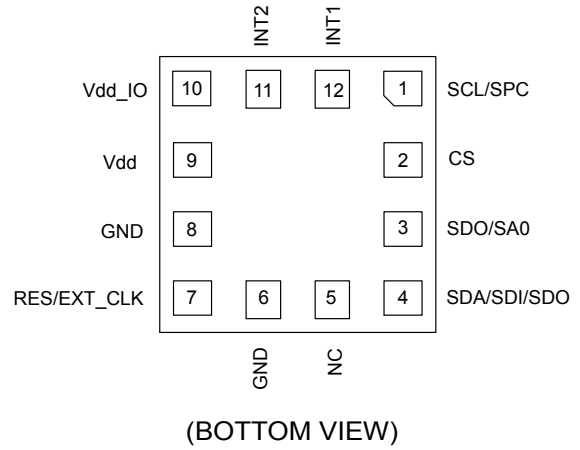 INT2 INT1
Vdd_IO 10 11 12 1 SCL/SPC
Vdd 9 2 CS
GND 8 3 SDO/SA0
RES/EXT_CLK 7 6 5 4 SDA/SDI/SDO
GND NC
(BOTTOM VIEW)